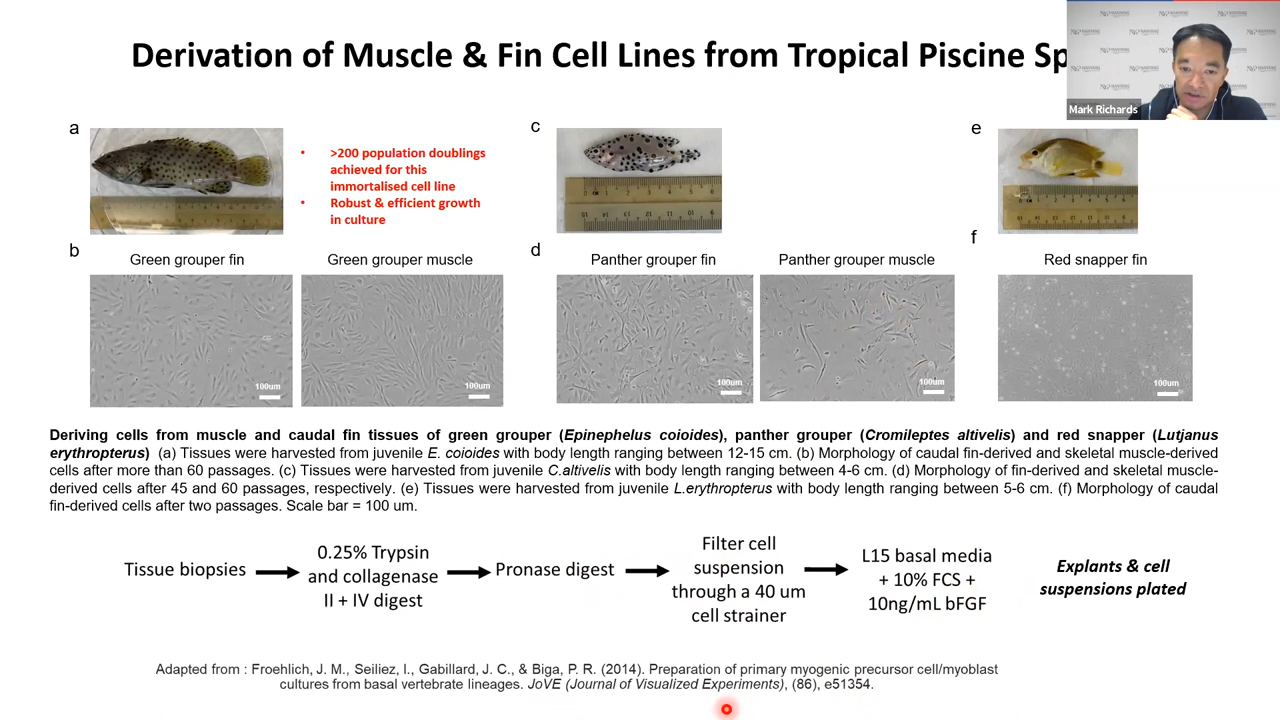 Derivation of Muscle & Fin Cell Lines from Tropical Piscine Sp
Mark Richards
a
c
e
• >200 population doublings
achieved for this
immortalised cell line
• Robust & efficient growth
in culture
b
d
f
Green grouper fin
Green grouper muscle
Panther grouper fin
Panther grouper muscle
Red snapper fin
100um
100um
100um
100um
100um
Deriving cells from muscle and caudal fin tissues of green grouper (Epinephelus coioides), panther grouper (Cromileptes altivelis) and red snapper (Lutjanus
erythropterus) (a) Tissues were harvested from juvenile E. coioides with body length ranging between 12-15 cm. (b) Morphology of caudal fin-derived and skeletal muscle-derived
cells after more than 60 passages. (c) Tissues were harvested from juvenile C.altivelis with body length ranging between 4-6 cm. (d) Morphology of fin-derived and skeletal muscle-
derived cells after 45 and 60 passages, respectively. (e) Tissues were harvested from juvenile L.erythropterus with body length ranging between 5-6 cm. (f) Morphology of caudal
fin-derived cells after two passages. Scale bar = 100 um.
Tissue biopsies
0.25% Trypsin
and collagenase
II + IV digest
Pronase digest
Filter cell
suspension
through a 40 um
cell strainer
L15 basal media
+ 10% FCS +
10ng/mL bFGF
Explants & cell
suspensions plated
Adapted from : Froehlich, J. M., Seiliez, I., Gabillard, J. C., & Biga, P. R. (2014). Preparation of primary myogenic precursor cell/myoblast
cultures from basal vertebrate lineages. JoVE (Journal of Visualized Experiments), (86), e51354.